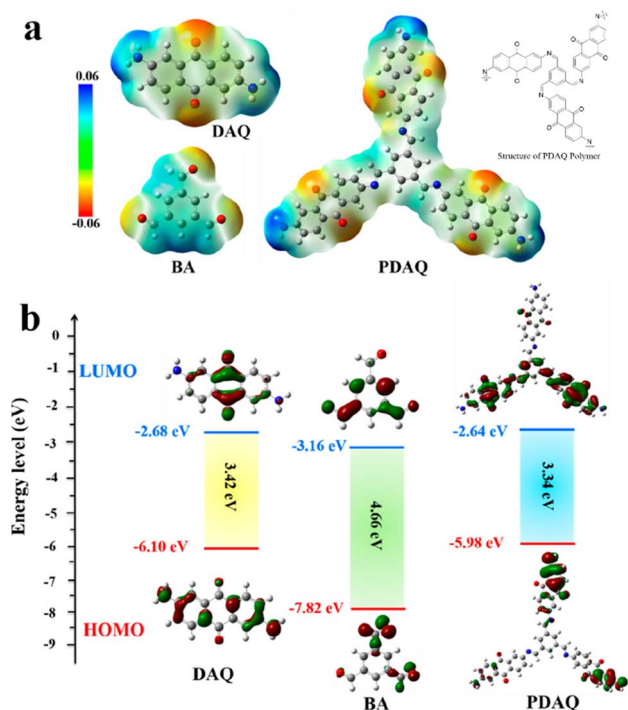 a
0.06
-0.06
DAQ
BA
PDAQ
N
O
O
N
N
O
O
N
N
O
O
N
Structure of PDAQ Polymer
b
Energy level (eV)
0
-1
-2
-3
-4
-5
-6
-7
-8
-9
LUMO
HOMO
-2.68 eV
3.42 eV
-6.10 eV
DAQ
-3.16 eV
4.66 eV
-7.82 eV
BA
-2.64 eV
3.34 eV
-5.98 eV
PDAQ